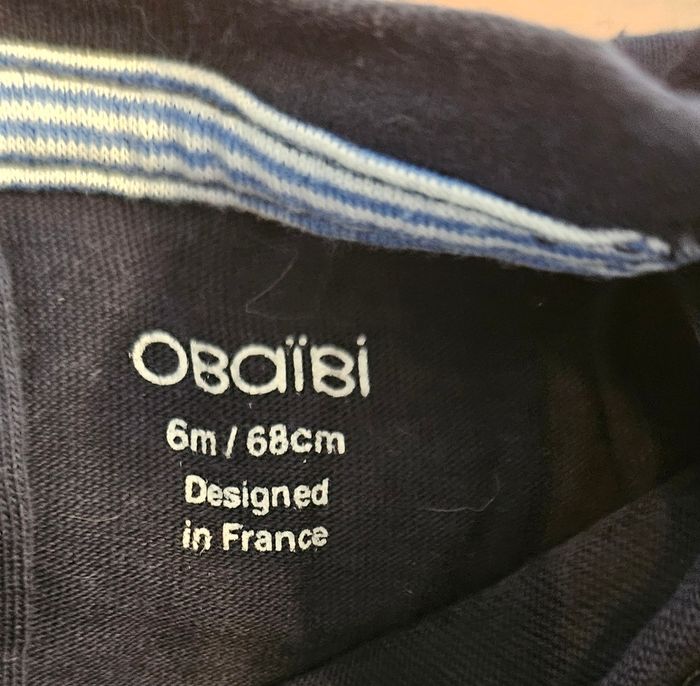 OBaïBi
6m / 68cm
Designed
in France